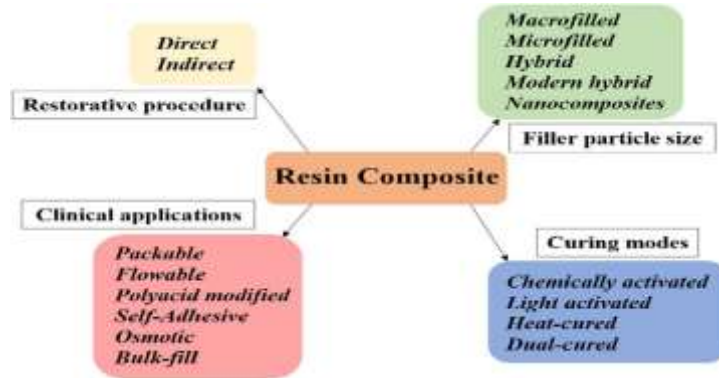 Direct
Indirect
Restorative procedure
Macrofilled
Microfilled
Hybrid
Modern hybrid
Nanocomposites
Filler particle size
Resin Composite
Clinical applications
Packable
Flowable
Polyacid modified
Self-Adhesive
Osmotic
Bulk-fill
Curing modes
Chemically activated
Light activated
Heat-cured
Dual-cured